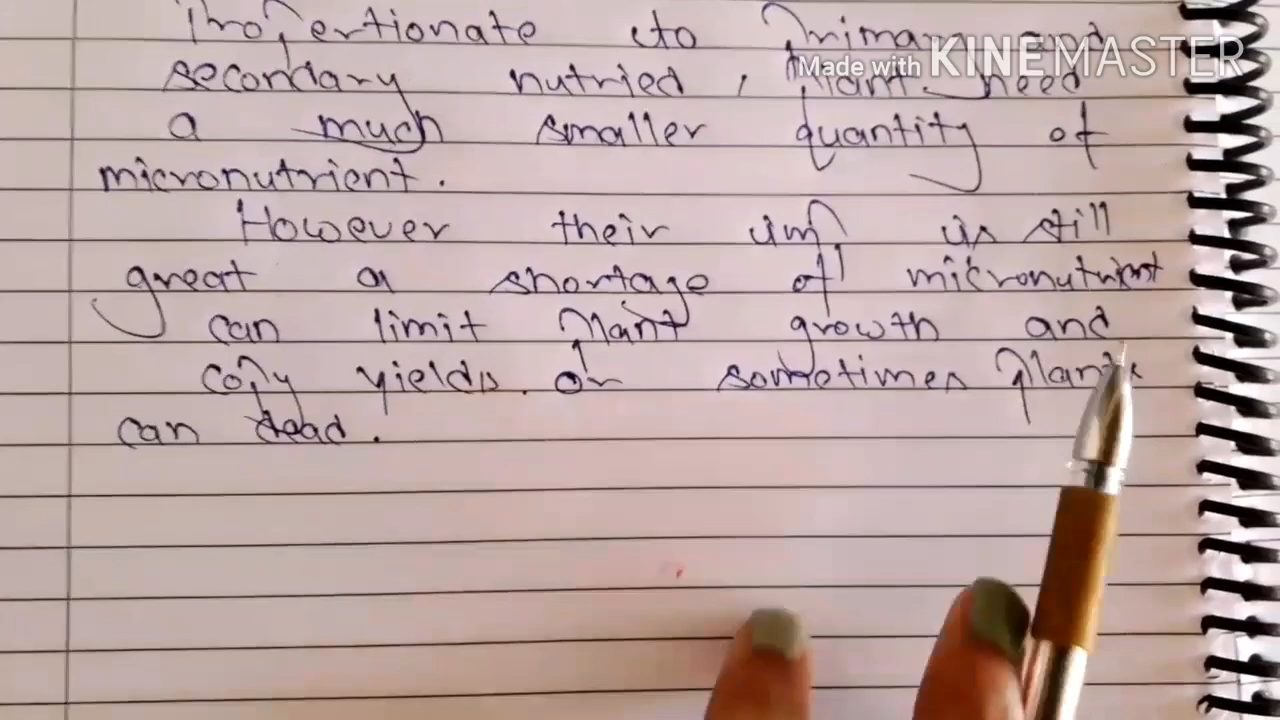 Propertionate to Primary and
Made with KINEMASTER
secondary nutried, Plant need
a much smaller quantity of
micronutrient.
However their imp is still
great a shortage of micronutrient
can limit plant growth and
copy yields. Or sometimes plants
can dead.